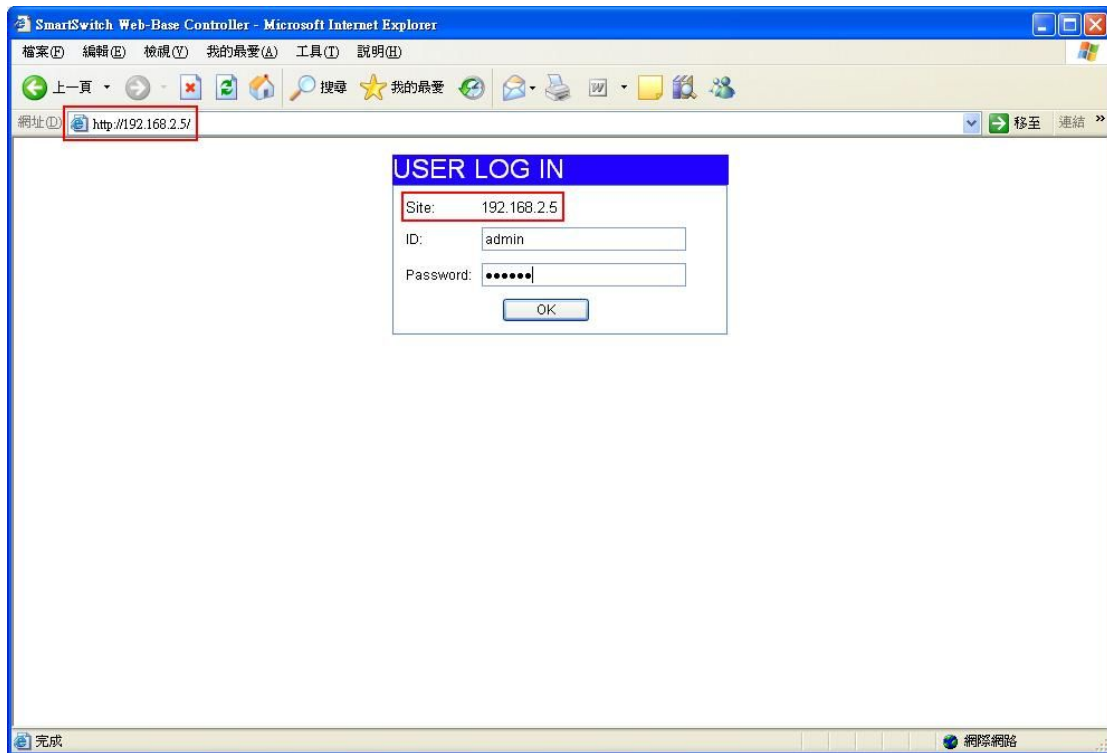 SmartSwitch Web-Base Controller - Microsoft Internet Explorer
檔案(F) 編輯(E) 檢視(V) 我的最愛(A) 工具(T) 說明(H)
上一頁 搜尋 我的最愛
網址(D) http://192.168.2.5/ 移至 連結 »
USER LOG IN
Site: 192.168.2.5
ID: admin
Password: ••••••
OK
完成 網際網路